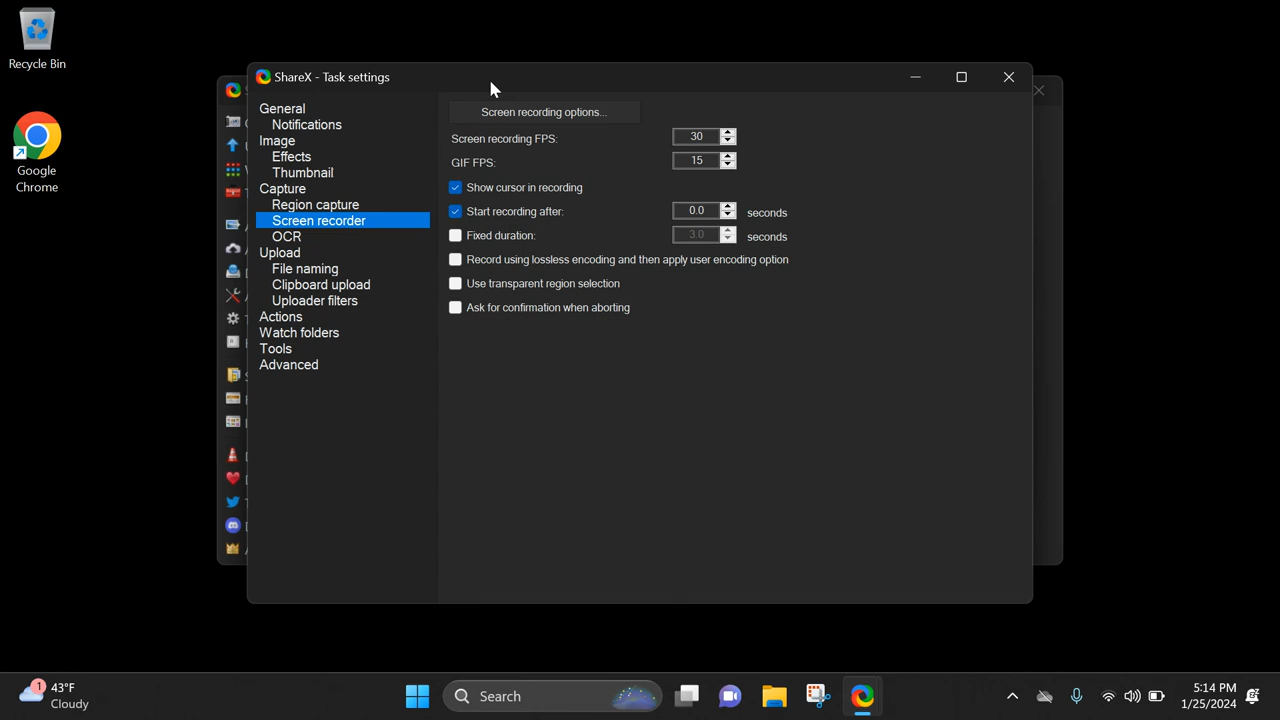 Recycle Bin
Google
Chrome
ShareX - Task settings
General
Notifications
Image
Effects
Thumbnail
Capture
Region capture
Screen recorder
OCR
Upload
File naming
Clipboard upload
Uploader filters
Actions
Watch folders
Tools
Advanced
Screen recording options...
Screen recording FPS: 30
GIF FPS: 15
Show cursor in recording
Start recording after: 0.0 seconds
Fixed duration: 3.0 seconds
Record using lossless encoding and then apply user encoding option
Use transparent region selection
Ask for confirmation when aborting
1
43°F
Cloudy
Search
5:14 PM
1/25/2024